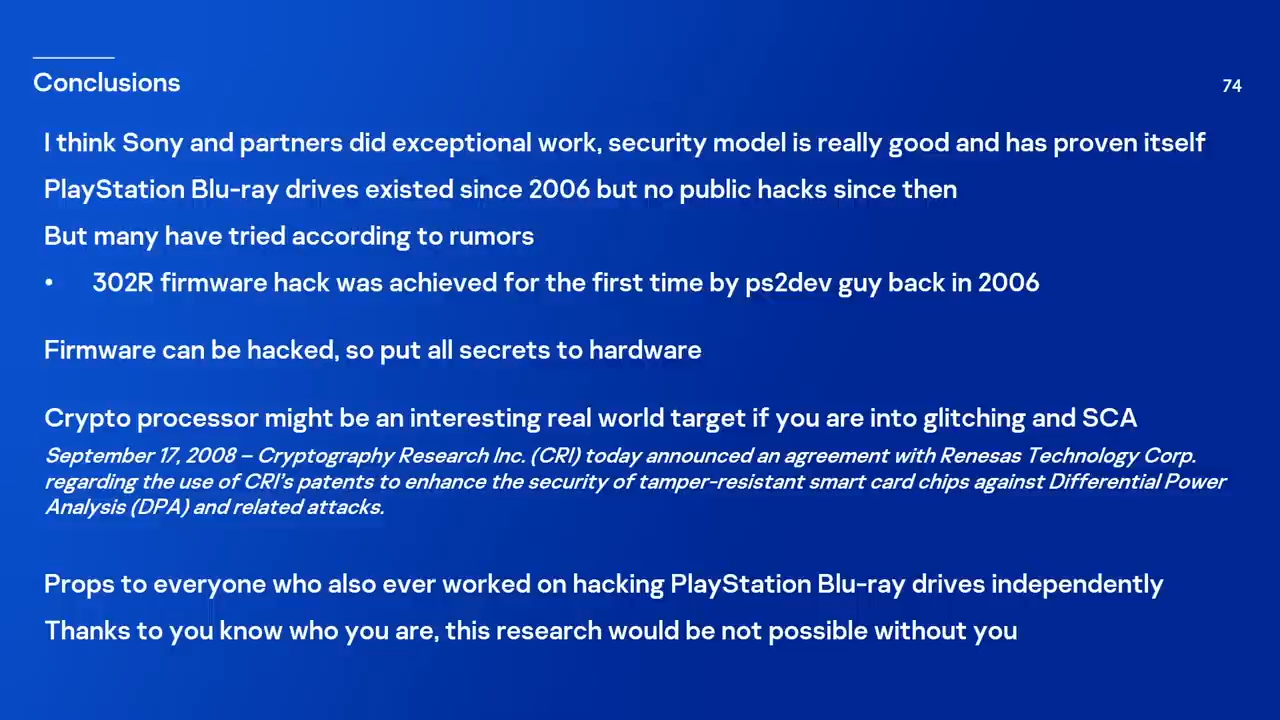 Conclusions
74
I think Sony and partners did exceptional work, security model is really good and has proven itself
PlayStation Blu-ray drives existed since 2006 but no public hacks since then
But many have tried according to rumors
• 302R firmware hack was achieved for the first time by ps2dev guy back in 2006
Firmware can be hacked, so put all secrets to hardware
Crypto processor might be an interesting real world target if you are into glitching and SCA
September 17, 2008 – Cryptography Research Inc. (CRI) today announced an agreement with Renesas Technology Corp.
regarding the use of CRI's patents to enhance the security of tamper-resistant smart card chips against Differential Power
Analysis (DPA) and related attacks.
Props to everyone who also ever worked on hacking PlayStation Blu-ray drives independently
Thanks to you know who you are, this research would be not possible without you